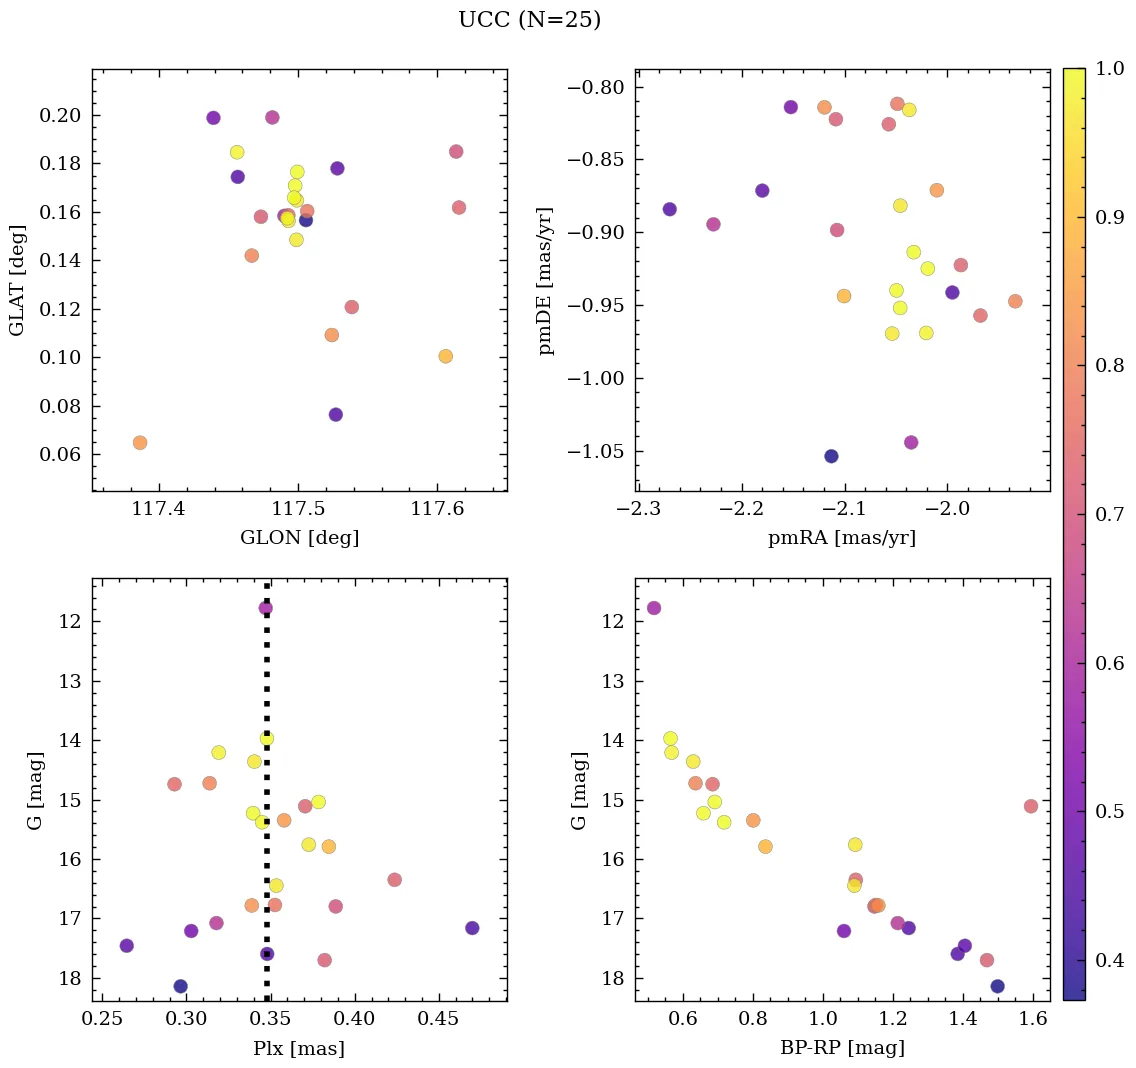 UCC (N=25)
0.20
0.18
0.16
0.14
0.12
0.10
0.08
0.06
GLAT [deg]
117.4 117.5 117.6
GLON [deg]
−0.80
−0.85
−0.90
−0.95
−1.00
−1.05
pmDE [mas/yr]
−2.3 −2.2 −2.1 −2.0
pmRA [mas/yr]
1.0
0.9
0.8
0.7
0.6
0.5
0.4
12
13
14
15
16
17
18
G [mag]
0.25 0.30 0.35 0.40 0.45
Plx [mas]
12
13
14
15
16
17
18
G [mag]
0.6 0.8 1.0 1.2 1.4 1.6
BP-RP [mag]